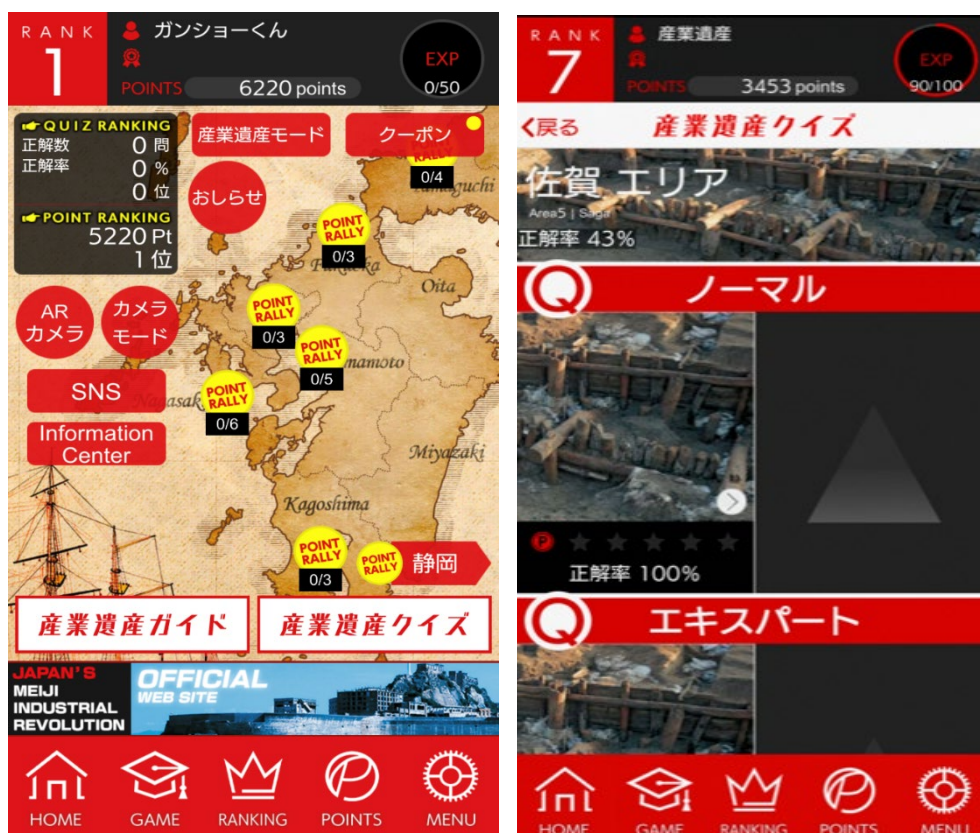 RANK
1
ガンショーくん
POINTS 6220 points
EXP
0/50
QUIZ RANKING
正解数 0 問
正解率 0 %
0 位
POINT RANKING
5220 Pt
1 位
産業遺産モード
クーポン
おしらせ
RALLY
0/4
POINT RALLY
0/3
Oita
POINT RALLY
0/3
POINT RALLY
0/5
POINT RALLY
0/6
Miyazaki
Kagoshima
POINT RALLY
0/3
POINT RALLY
静岡
AR
カメラ
カメラ
モード
SNS
Information
Center
産業遺産ガイド
産業遺産クイズ
JAPAN'S
MEIJI
INDUSTRIAL
REVOLUTION
OFFICIAL
WEB SITE
HOME GAME RANKING POINTS MENU
RANK
7
産業遺産
POINTS 3453 points
EXP
90/100
戻る
産業遺産クイズ
佐賀 エリア
Area5 | Saga
正解率 43%
Q ノーマル
P
正解率 100%
Q エキスパート
HOME GAME RANKING POINTS MENU